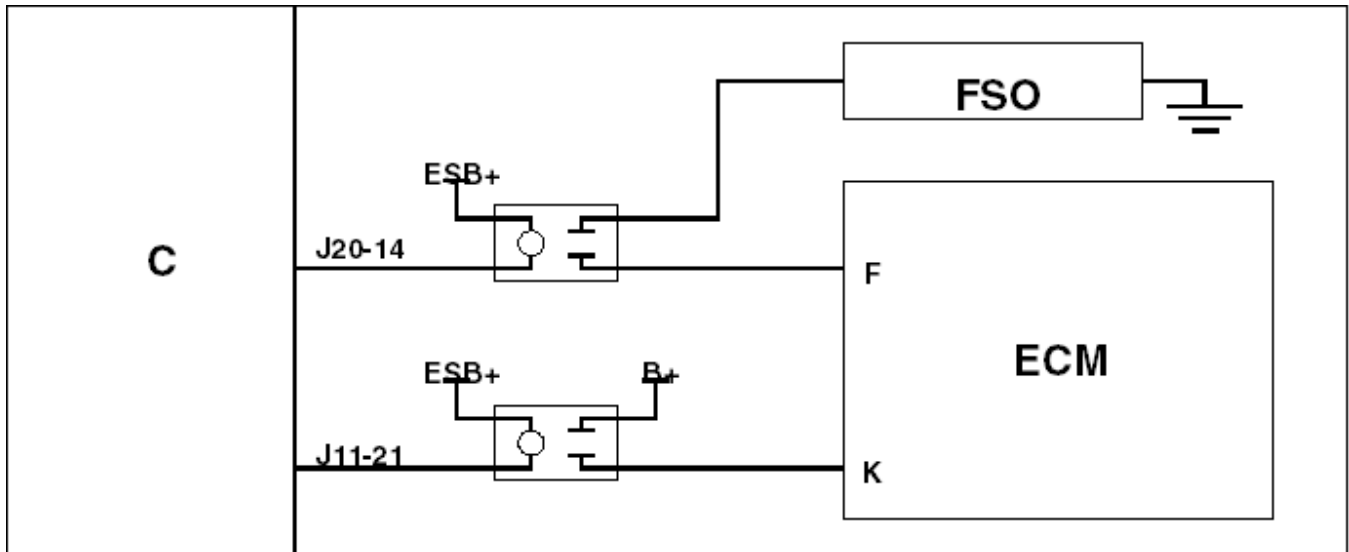 FSO
ESB+
J20-14
C
F
ECM
ESB+
B+
J11-21
K